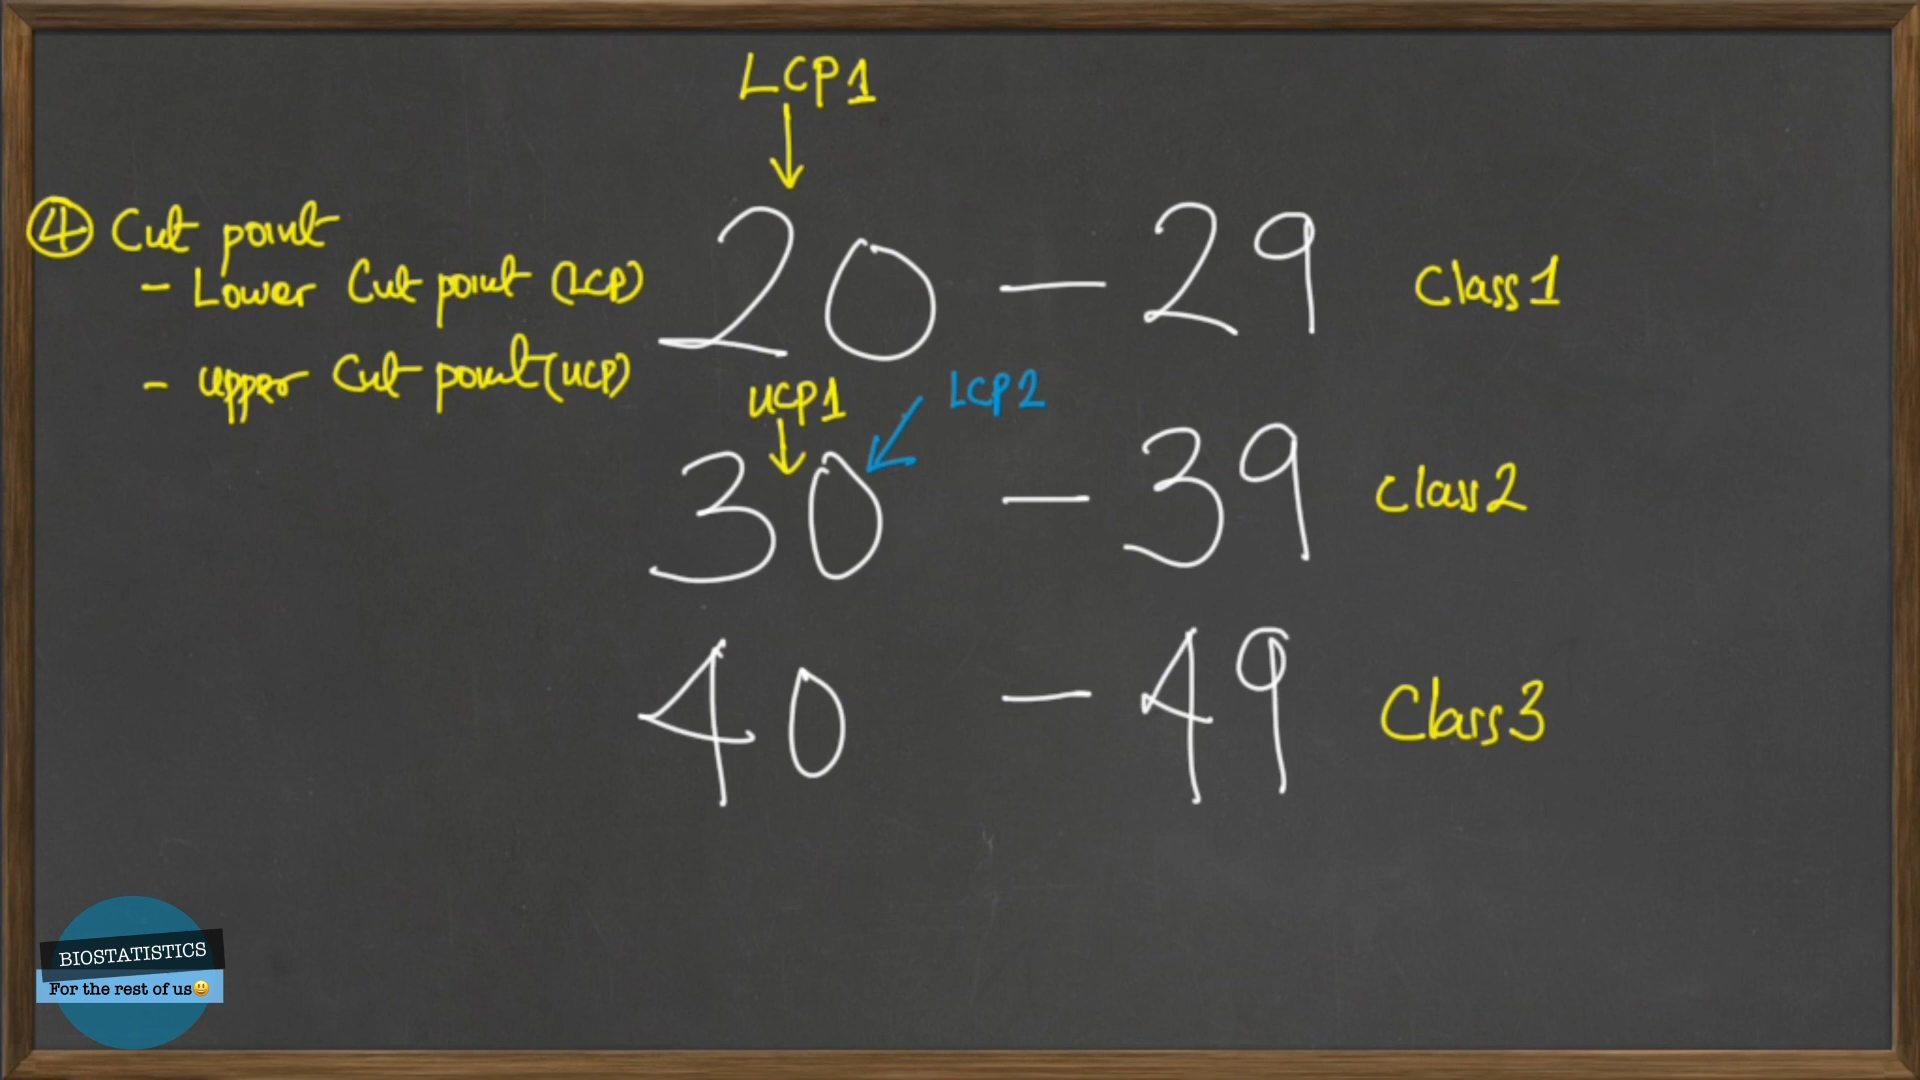 LCP1
④ Cut point
- Lower Cut point (LCP)
- upper Cut point (UCP)
20 - 29 Class 1
UCP1 LCP2
30 - 39 Class 2
40 - 49 Class 3
BIOSTATISTICS
For the rest of us😃